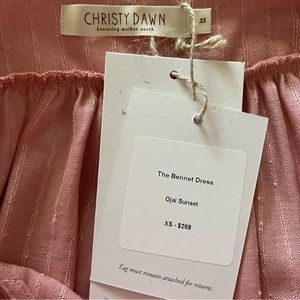 CHRISTY DAWN
honoring mother earth
XS
The Bennet Dress
Ojai Sunset
XS - $268
Tag must remain attached for returns.